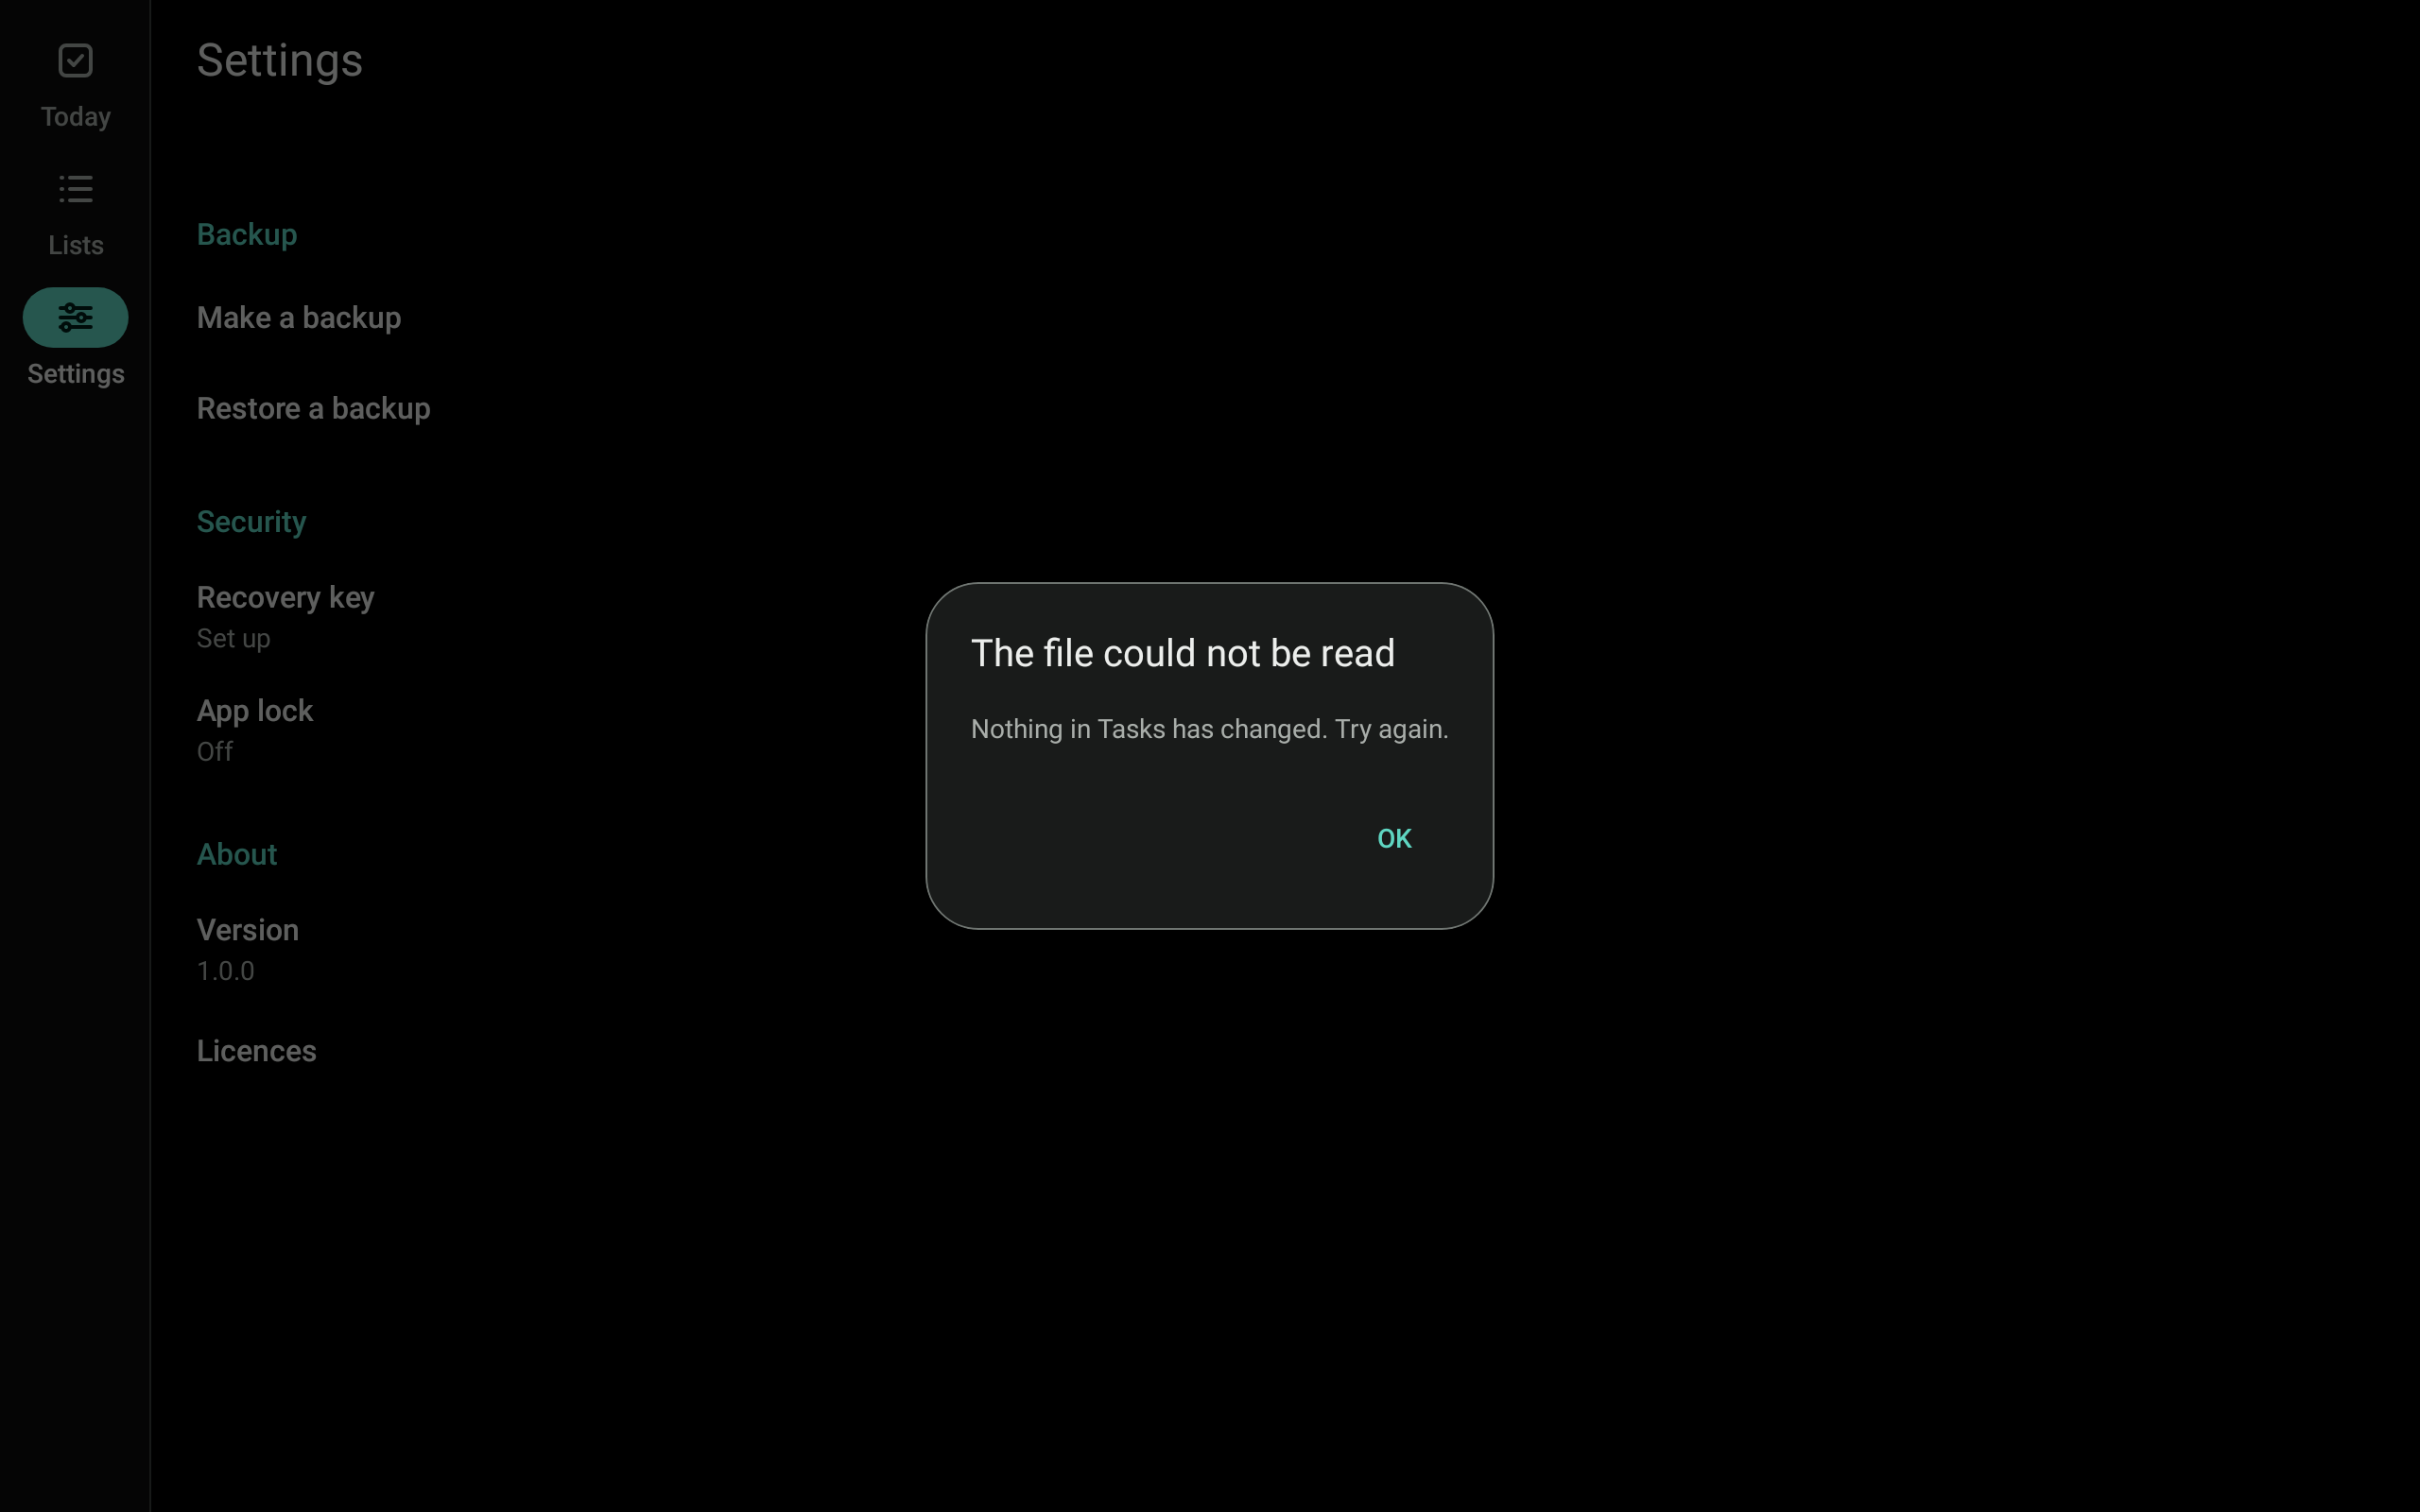 Settings
Today
Lists
Settings
Backup
Make a backup
Restore a backup
Security
Recovery key
Set up
App lock
Off
About
Version
1.0.0
Licences
The file could not be read
Nothing in Tasks has changed. Try again.
OK